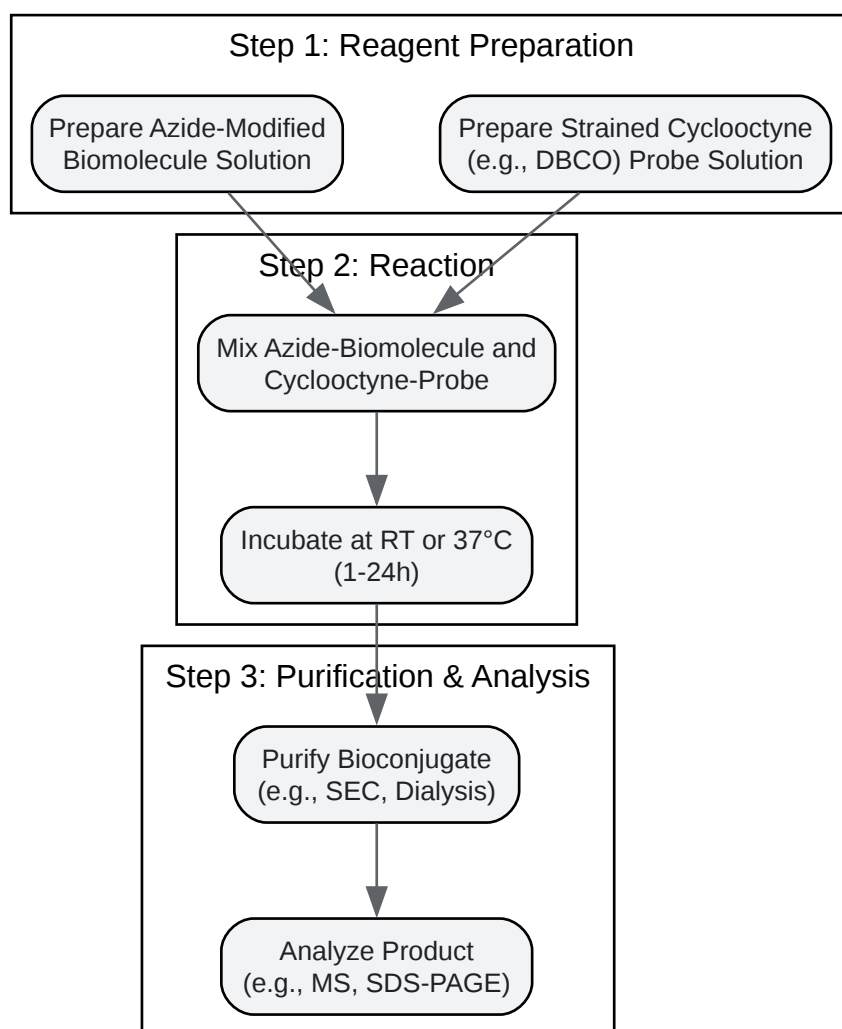 Step 1: Reagent Preparation
Prepare Azide-Modified
Biomolecule Solution
Prepare Strained Cyclooctyne
(e.g., DBCO) Probe Solution
Step 2: Reaction
Mix Azide-Biomolecule and
Cyclooctyne-Probe
Incubate at RT or 37°C
(1-24h)
Step 3: Purification & Analysis
Purify Bioconjugate
(e.g., SEC, Dialysis)
Analyze Product
(e.g., MS, SDS-PAGE)